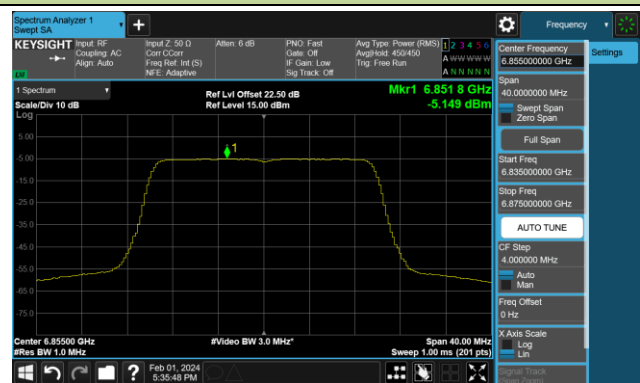 Spectrum Analyzer 1
Swept SA
+
Frequency
KEYSIGHT
Input: RF
Coupling: AC
Align: Auto
Input Z: 50 Ω
Corr CCorr
Freq Ref: Int (S)
NFE: Adaptive
Atten: 6 dB
PNO: Fast
Gate: Off
IF Gain: Low
Sig Track: Off
Avg Type: Power (RMS)
Avg|Hold: 450/450
Trig: Free Run
1 2 3 4 5 6
A W W W W W
A N N N N N
LXI
1 Spectrum
Scale/Div 10 dB
Log
Ref Lvl Offset 22.50 dB
Ref Level 15.00 dBm
Mkr1 6.851 8 GHz
-5.149 dBm
1
5.00
-5.00
-15.0
-25.0
-35.0
-45.0
-55.0
-65.0
-75.0
Center 6.85500 GHz
#Res BW 1.0 MHz
#Video BW 3.0 MHz*
Span 40.00 MHz
Sweep 1.00 ms (201 pts)
Center Frequency
6.855000000 GHz
Settings
Span
40.0000000 MHz
Swept Span
Zero Span
Full Span
Start Freq
6.835000000 GHz
Stop Freq
6.875000000 GHz
AUTO TUNE
CF Step
4.000000 MHz
Auto
Man
Freq Offset
0 Hz
X Axis Scale
Log
Lin
Signal Track
(Span Zoom)
?
Feb 01, 2024
5:35:48 PM